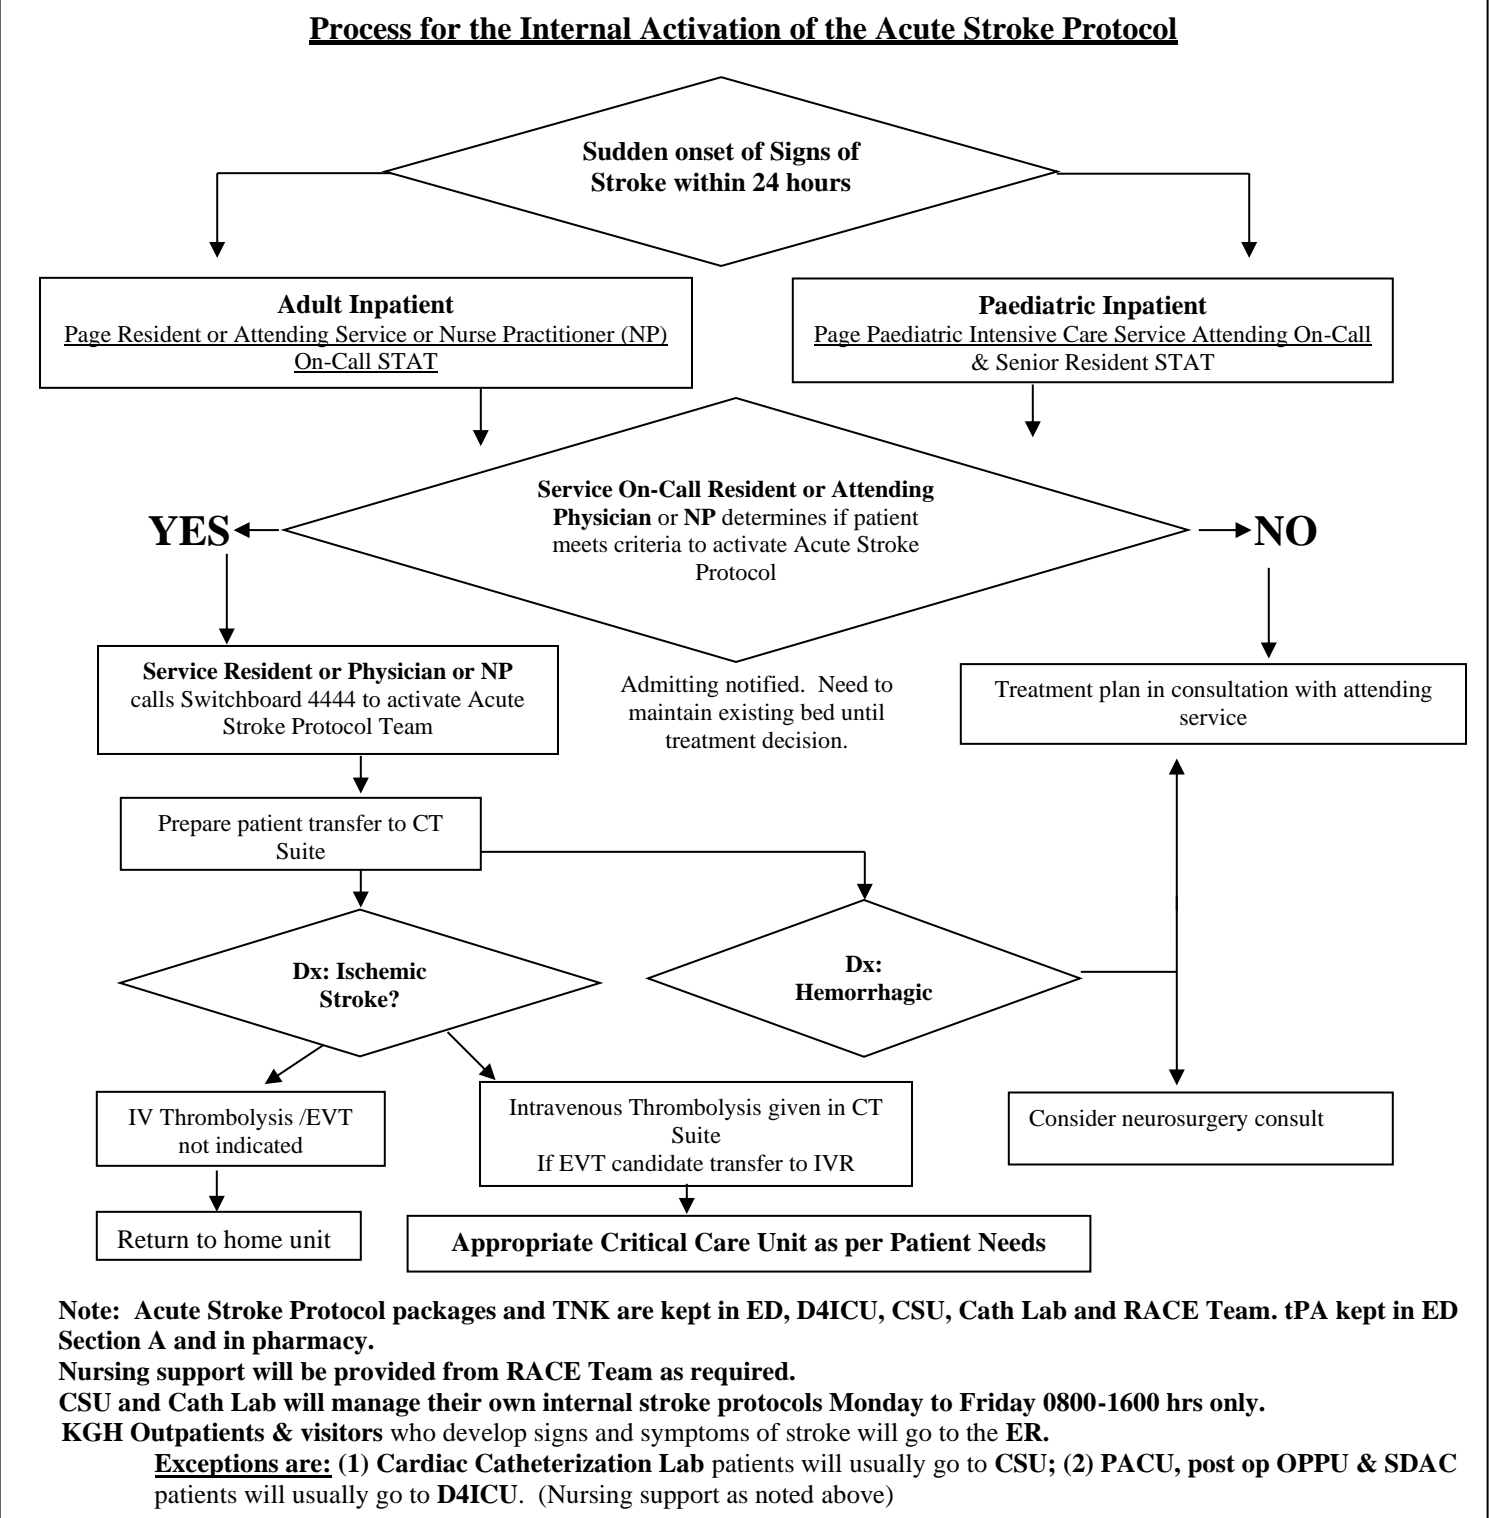 Process for the Internal Activation of the Acute Stroke Protocol
Sudden onset of Signs of
Stroke within 24 hours
Adult Inpatient
Page Resident or Attending Service or Nurse Practitioner (NP)
On-Call STAT
Paediatric Inpatient
Page Paediatric Intensive Care Service Attending On-Call
& Senior Resident STAT
Service On-Call Resident or Attending
Physician or NP determines if patient
meets criteria to activate Acute Stroke
Protocol
YES
NO
Service Resident or Physician or NP
calls Switchboard 4444 to activate Acute
Stroke Protocol Team
Admitting notified.  Need to
maintain existing bed until
treatment decision.
Treatment plan in consultation with attending
service
Prepare patient transfer to CT
Suite
Dx: Ischemic
Stroke?
Dx:
Hemorrhagic
IV Thrombolysis /EVT
not indicated
Intravenous Thrombolysis given in CT
Suite
If EVT candidate transfer to IVR
Consider neurosurgery consult
Return to home unit
Appropriate Critical Care Unit as per Patient Needs
Note:  Acute Stroke Protocol packages and TNK are kept in ED, D4ICU, CSU, Cath Lab and RACE Team. tPA kept in ED
Section A and in pharmacy.
Nursing support will be provided from RACE Team as required.
CSU and Cath Lab will manage their own internal stroke protocols Monday to Friday 0800-1600 hrs only.
KGH Outpatients & visitors who develop signs and symptoms of stroke will go to the ER.
Exceptions are: (1) Cardiac Catheterization Lab patients will usually go to CSU; (2) PACU, post op OPPU & SDAC
patients will usually go to D4ICU.  (Nursing support as noted above)